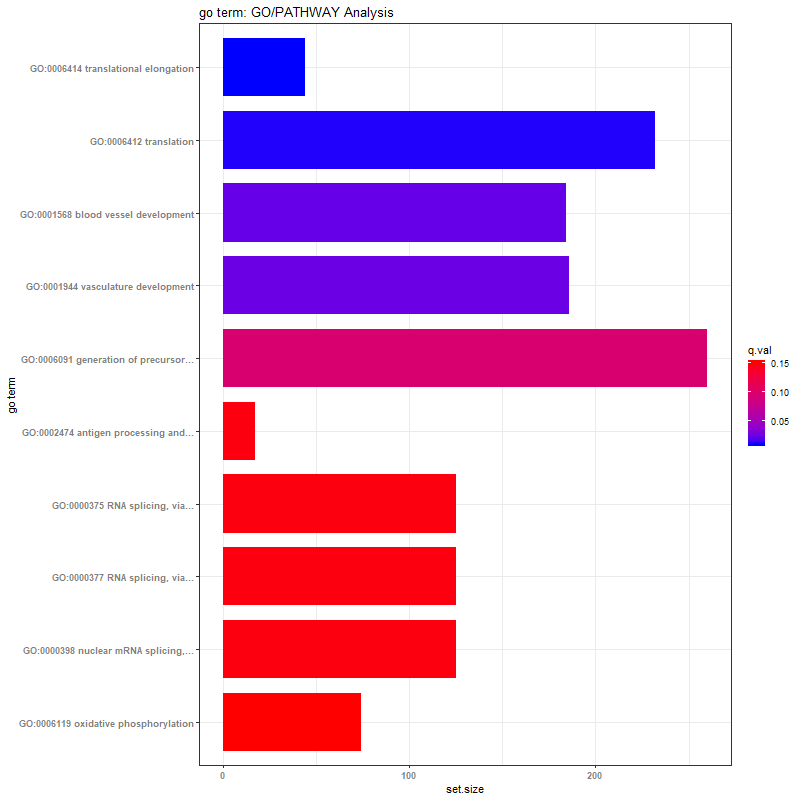 go term: GO/PATHWAY Analysis
GO:0006414 translational elongation
GO:0006412 translation
GO:0001568 blood vessel development
GO:0001944 vasculature development
GO:0006091 generation of precursor...
GO:0002474 antigen processing and...
GO:0000375 RNA splicing, via...
GO:0000377 RNA splicing, via...
GO:0000398 nuclear mRNA splicing,...
GO:0006119 oxidative phosphorylation
go term
0 100 200
set.size
q.val
0.15
0.10
0.05